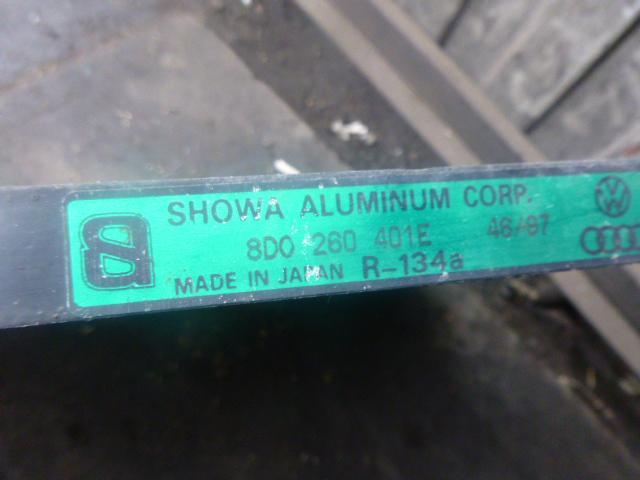 SHOWA ALUMINUM CORP.
8D0 260 401E 46/97
MADE IN JAPAN R-134a